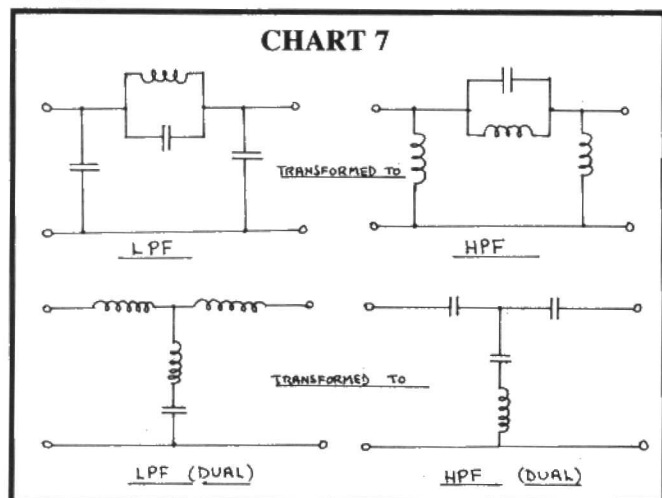 CHART 7
TRANSFORMED TO
LPF
HPF
TRANSFORMED TO
LPF (DUAL)
HPF (DUAL)